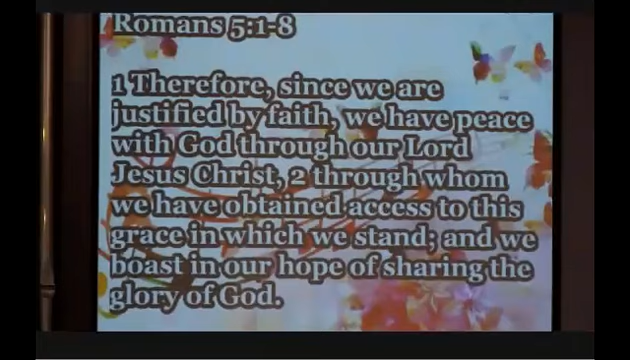 Romans 5:1-8
1 Therefore, since we are
justified by faith, we have peace
with God through our Lord
Jesus Christ, 2 through whom
we have obtained access to this
grace in which we stand; and we
boast in our hope of sharing the
glory of God.